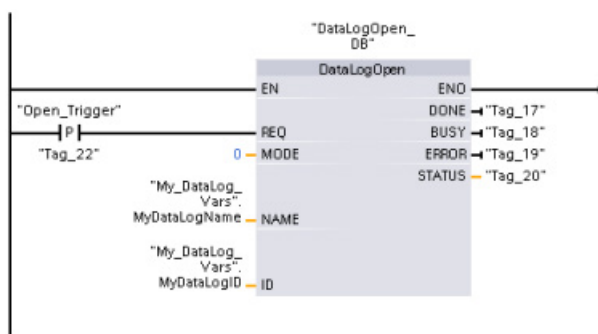 "DataLogOpen_
DB"
DataLogOpen
EN ENO
"Open_Trigger" DONE "Tag_17"
P REQ BUSY "Tag_18"
"Tag_22" 0 MODE ERROR "Tag_19"
STATUS "Tag_20"
"My_DataLog_
Vars".
MyDataLogName NAME
"My_DataLog_
Vars".
MyDataLogID ID